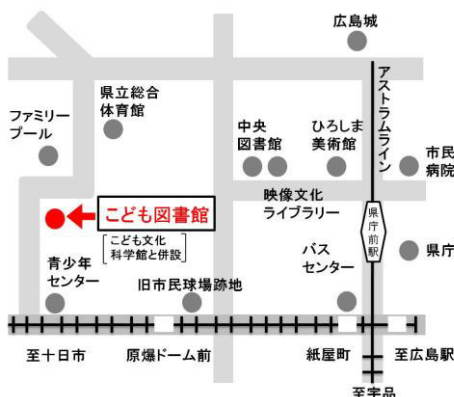 広島城
アストラムライン
県立総合
体育館
ファミリー
プール
中央
図書館
ひろしま
美術館
市民
病院
こども図書館
こども文化
科学館と併設
映像文化
ライブラリー
県庁前駅
県庁
青少年
センター
旧市民球場跡地
バス
センター
至十日市
原爆ドーム前
紙屋町
至広島駅
至宇品